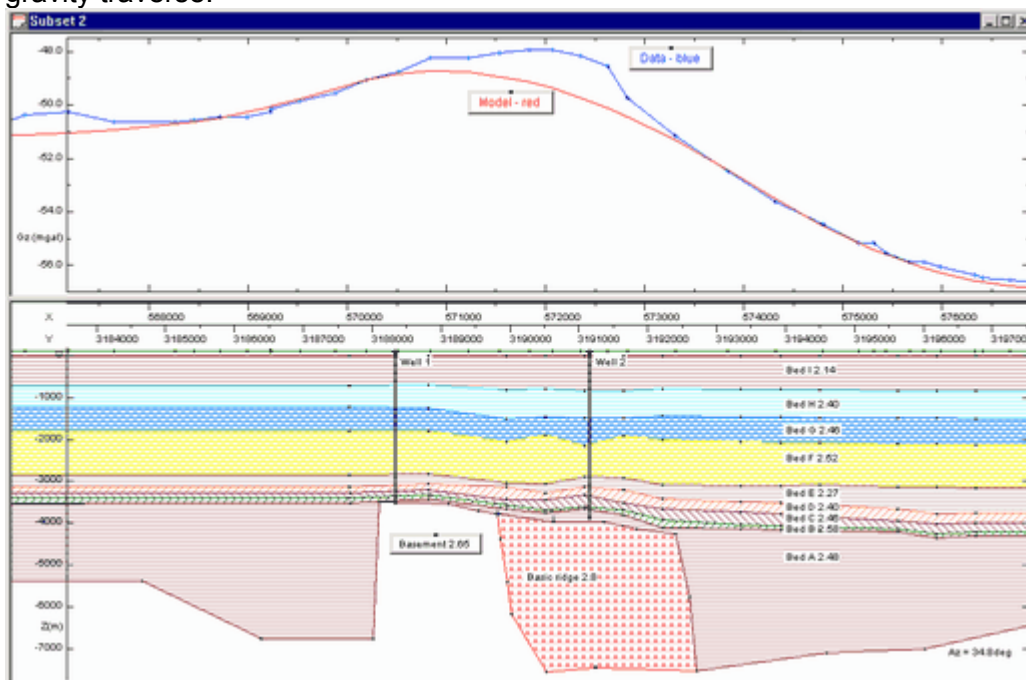 gravity traverse.
Subset 2
-48.0
Data - blue
-50.0
Model - red
-52.0
-54.0
Gz (mgal)
-56.0
X 568000 569000 570000 571000 572000 573000 574000 575000 576000
Y 3184000 3185000 3186000 3187000 3188000 3189000 3190000 3191000 3192000 3193000 3194000 3195000 3196000 319700
0
Well 1 Well 2
Bed I 2.14
-1000
Bed H 2.40
Bed G 2.46
-2000
Bed F 2.52
-3000
Bed E 2.27
Bed D 2.40
Bed C 2.46
-4000
Bed B 2.58
Basement 2.65
Bed A 2.48
-5000
Basic ridge 2.8
-6000
Z(m)
-7000
Az = 34.8deg